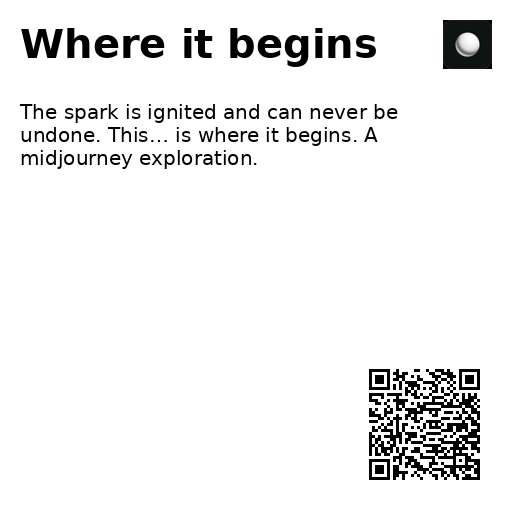 Where it begins
The spark is ignited and can never be
undone. This... is where it begins. A
midjourney exploration.